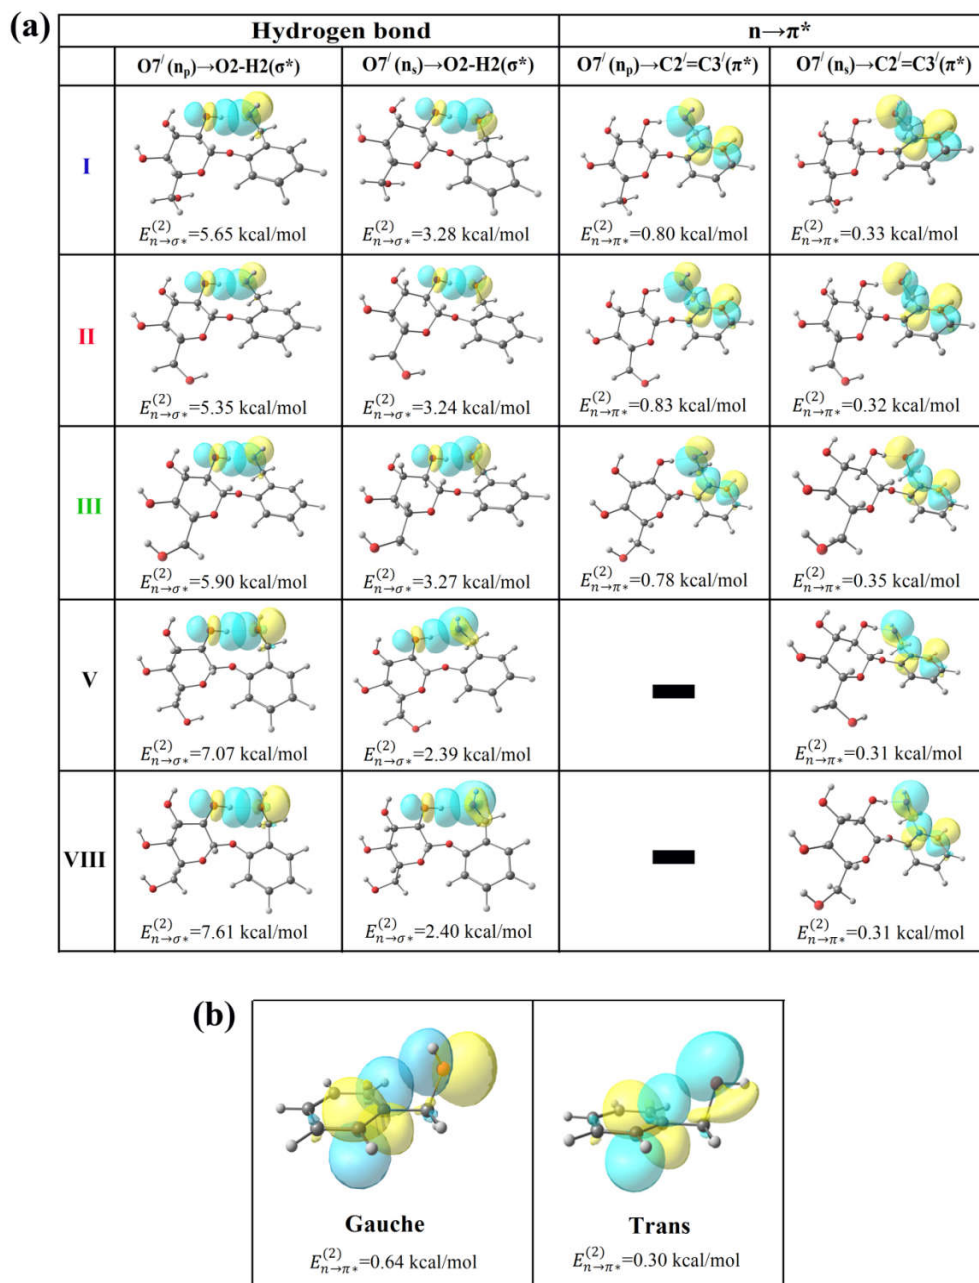 (a)
Hydrogen bond n→π*
O7′(nₚ)→O2-H2(σ*) O7′(nₛ)→O2-H2(σ*) O7′(nₚ)→C2′=C3′(π*) O7′(nₛ)→C2′=C3′(π*)
I
E(2)n→σ*=5.65 kcal/mol E(2)n→σ*=3.28 kcal/mol E(2)n→π*=0.80 kcal/mol E(2)n→π*=0.33 kcal/mol
II
E(2)n→σ*=5.35 kcal/mol E(2)n→σ*=3.24 kcal/mol E(2)n→π*=0.83 kcal/mol E(2)n→π*=0.32 kcal/mol
III
E(2)n→σ*=5.90 kcal/mol E(2)n→σ*=3.27 kcal/mol E(2)n→π*=0.78 kcal/mol E(2)n→π*=0.35 kcal/mol
V
E(2)n→σ*=7.07 kcal/mol E(2)n→σ*=2.39 kcal/mol E(2)n→π*=0.31 kcal/mol
VIII
E(2)n→σ*=7.61 kcal/mol E(2)n→σ*=2.40 kcal/mol E(2)n→π*=0.31 kcal/mol
(b)
Gauche Trans
E(2)n→π*=0.64 kcal/mol E(2)n→π*=0.30 kcal/mol